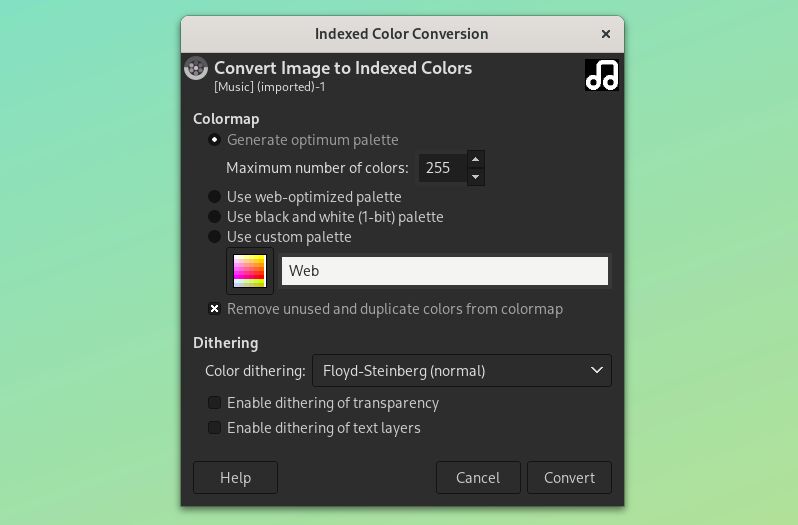 Indexed Color Conversion
Convert Image to Indexed Colors
[Music] (imported)-1
Colormap
Generate optimum palette
Maximum number of colors: 255
Use web-optimized palette
Use black and white (1-bit) palette
Use custom palette
Web
Remove unused and duplicate colors from colormap
Dithering
Color dithering: Floyd-Steinberg (normal)
Enable dithering of transparency
Enable dithering of text layers
Help Cancel Convert